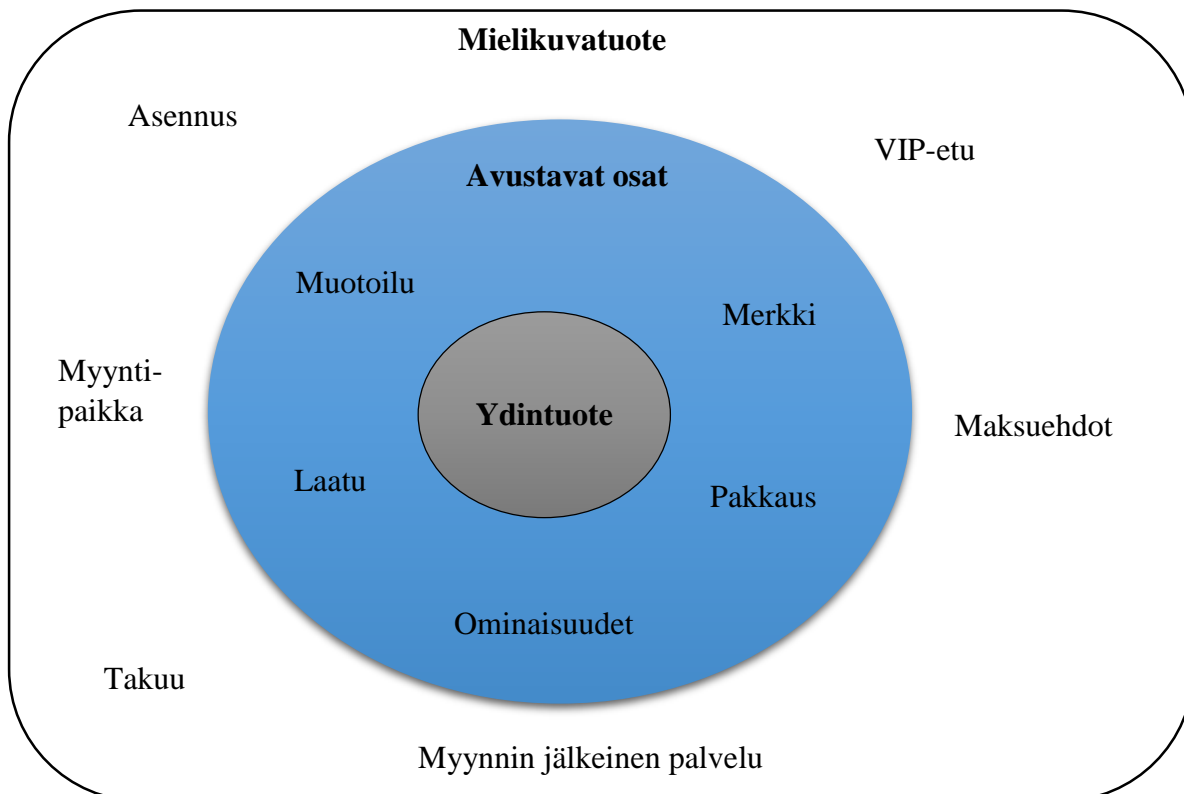 Mielikuvatuote
Asennus
VIP-etu
Avustavat osat
Muotoilu
Merkki
Myynti-
paikka
Ydintuote
Maksuehdot
Laatu
Pakkaus
Ominaisuudet
Takuu
Myynnin jälkeinen palvelu